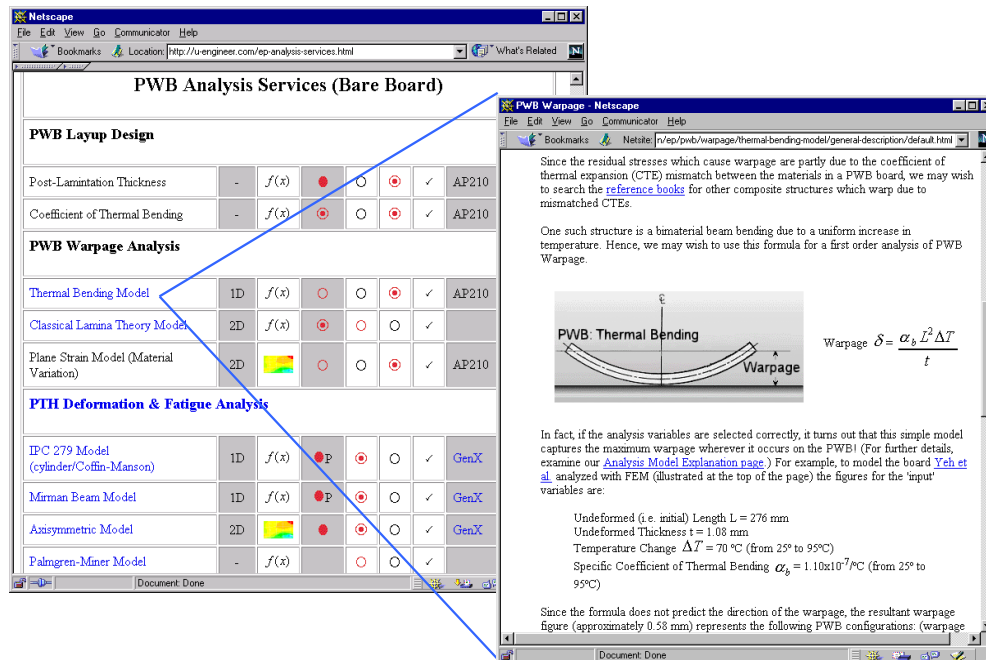 Netscape
File Edit View Go Communicator Help
Bookmarks Location: http://u-engineer.com/ep-analysis-services.html What's Related N
PWB Analysis Services (Bare Board)
PWB Layup Design
Post-Lamintation Thickness - f(x) ✓ AP210
Coefficient of Thermal Bending - f(x) ✓ AP210
PWB Warpage Analysis
Thermal Bending Model 1D f(x) ✓ AP210
Classical Lamina Theory Model 2D f(x) ✓
Plane Strain Model (Material
Variation) 2D ✓ AP210
PTH Deformation & Fatigue Analysis
IPC 279 Model
(cylinder/Coffin-Manson) 1D f(x) P ✓ GenX
Mirman Beam Model 1D f(x) P ✓ GenX
Axisymmetric Model 2D ✓ GenX
Palmgren-Miner Model - f(x) ✓
Document: Done
PWB Warpage - Netscape
File Edit View Go Communicator Help
Bookmarks Netsite: n/ep/pwb/warpage/thermal-bending-model/general-description/default.html N
Since the residual stresses which cause warpage are partly due to the coefficient of
thermal expansion (CTE) mismatch between the materials in a PWB board, we may wish
to search the reference books for other composite structures which warp due to
mismatched CTEs.
One such structure is a bimaterial beam bending due to a uniform increase in
temperature. Hence, we may wish to use this formula for a first order analysis of PWB
Warpage.
℄
PWB: Thermal Bending
Warpage
Warpage δ = α_b L² ΔT / t
In fact, if the analysis variables are selected correctly, it turns out that this simple model
captures the maximum warpage wherever it occurs on the PWB! (For further details,
examine our Analysis Model Explanation page.) For example, to model the board Yeh et
al. analyzed with FEM (illustrated at the top of the page) the figures for the 'input'
variables are:
Undeformed (i.e. initial) Length L = 276 mm
Undeformed Thickness t = 1.08 mm
Temperature Change ΔT = 70 ºC (from 25º to 95ºC)
Specific Coefficient of Thermal Bending α_b = 1.10x10⁻⁷/ºC (from 25º to
95ºC)
Since the formula does not predict the direction of the warpage, the resultant warpage
figure (approximately 0.58 mm) represents the following PWB configurations: (warpage
Document: Done